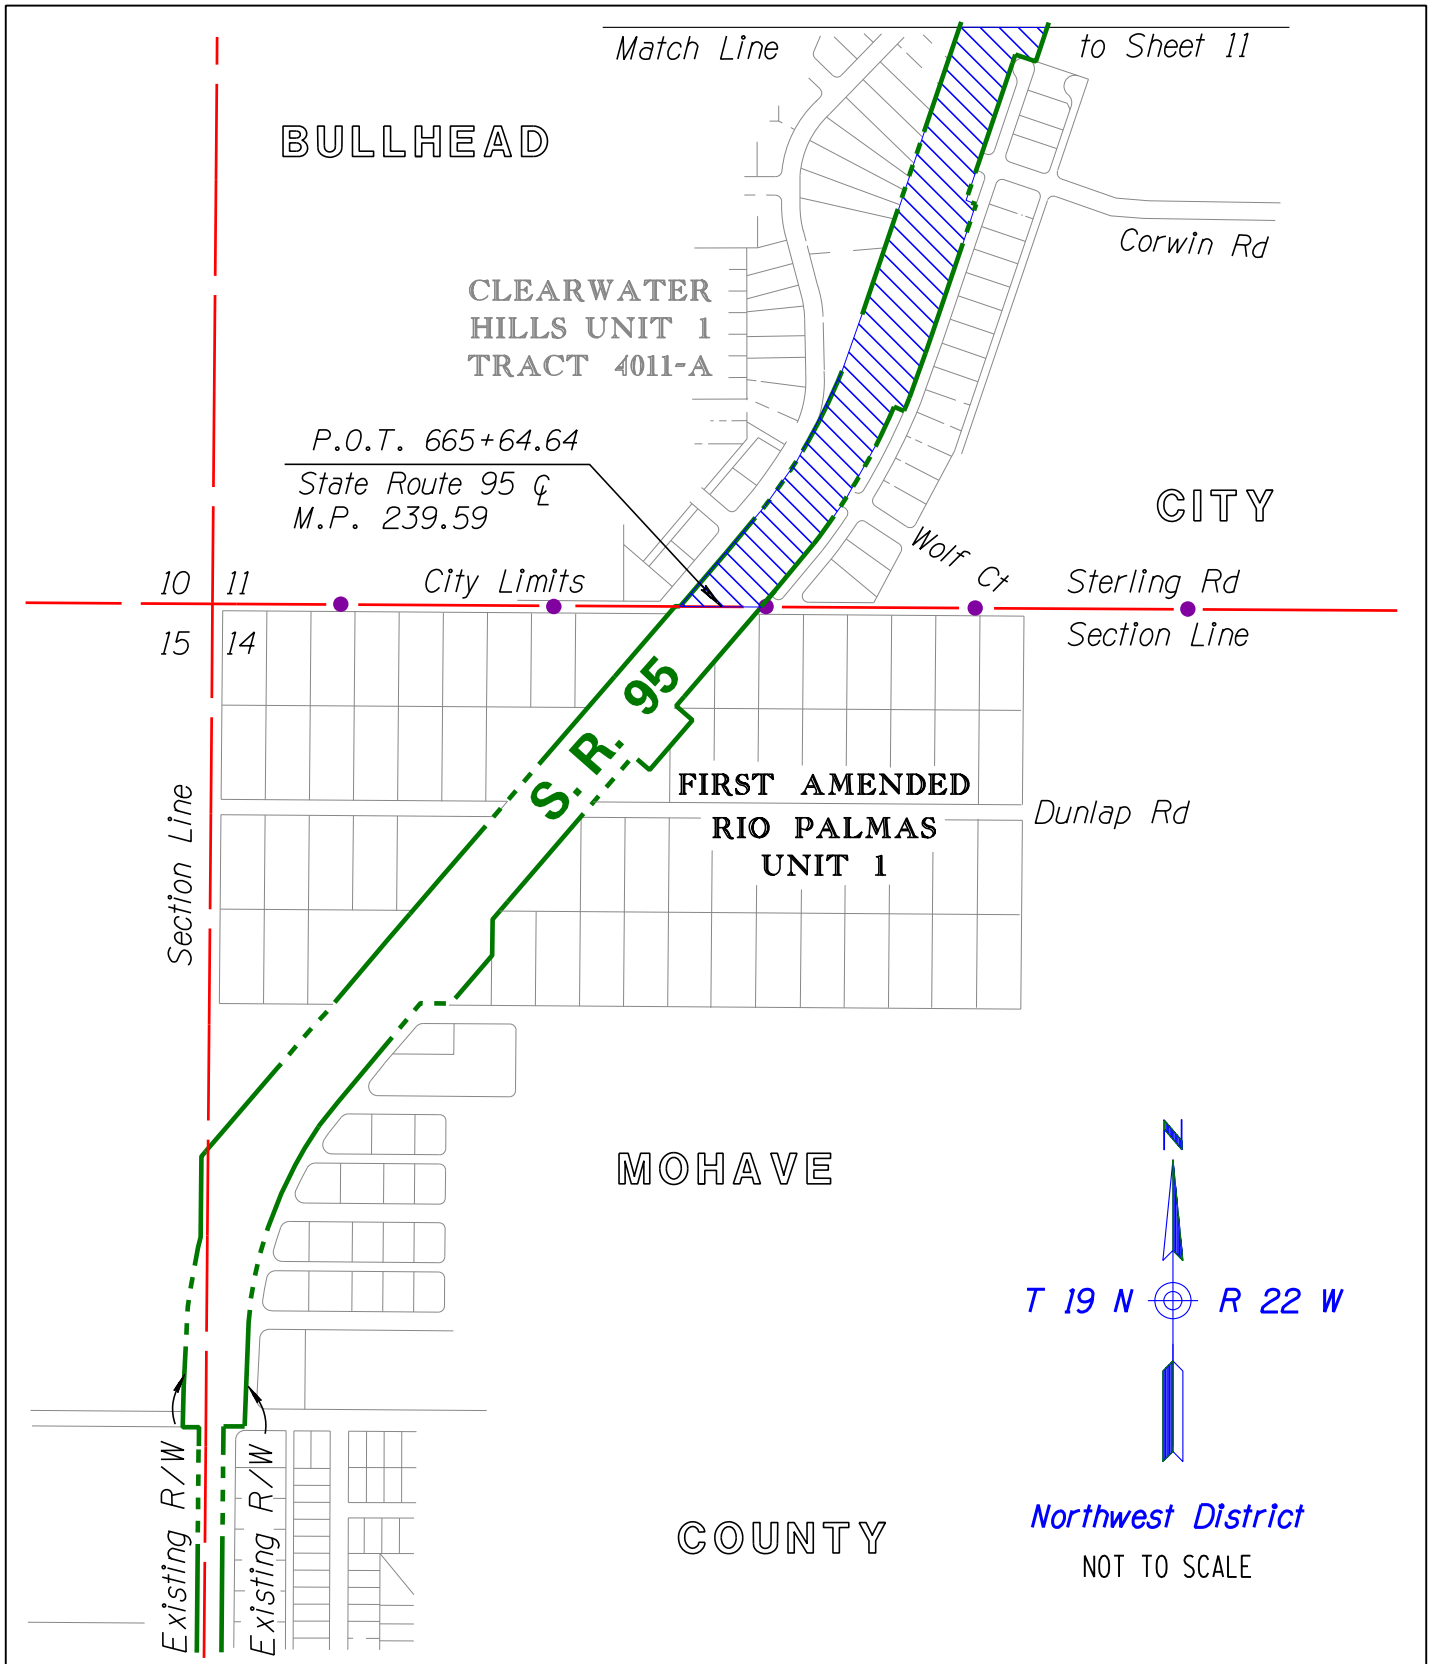 Match Line
to Sheet 11
BULLHEAD
Corwin Rd
CLEARWATER
HILLS UNIT 1
TRACT 4011-A
P.O.T. 665+64.64
State Route 95 ℄
M.P. 239.59
CITY
Wolf Ct
10 11
City Limits
Sterling Rd
15 14
Section Line
S. R. 95
FIRST AMENDED
RIO PALMAS
UNIT 1
Dunlap Rd
Section Line
MOHAVE
N
T 19 N R 22 W
Existing R/W
Existing R/W
COUNTY
Northwest District
NOT TO SCALE